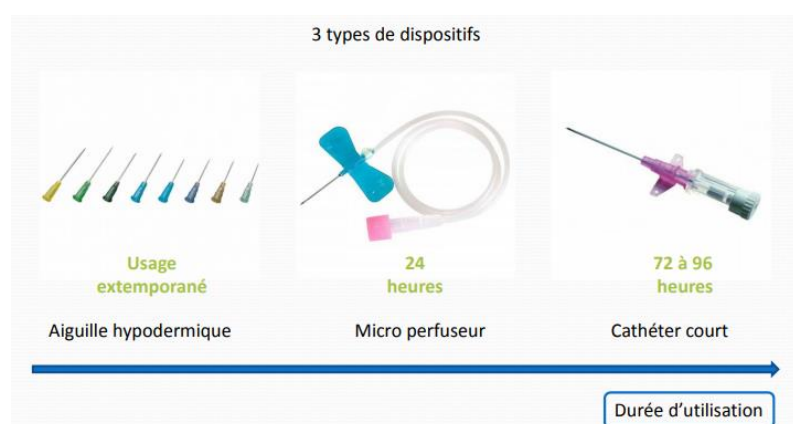 3 types de dispositifs
Usage
extemporané
24
heures
72 à 96
heures
Aiguille hypodermique
Micro perfuseur
Cathéter court
Durée d'utilisation